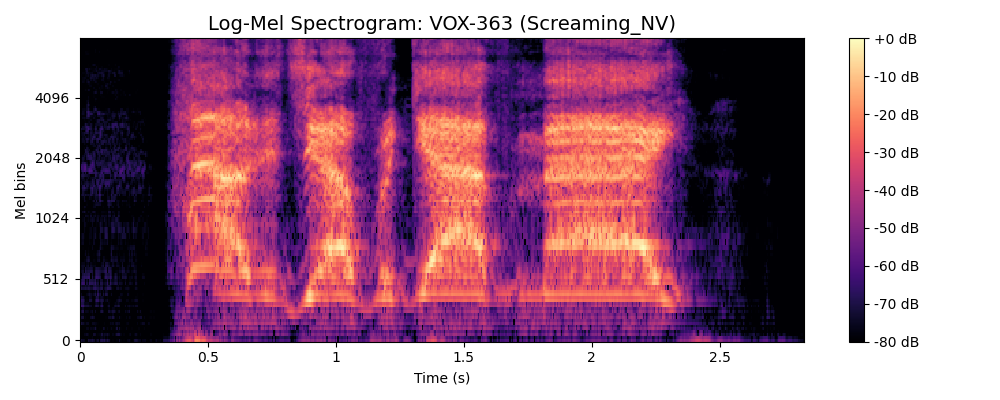 Log-Mel Spectrogram: VOX-363 (Screaming_NV)
Mel bins
4096
2048
1024
512
0
0
0.5
1
1.5
2
2.5
Time (s)
+0 dB
-10 dB
-20 dB
-30 dB
-40 dB
-50 dB
-60 dB
-70 dB
-80 dB